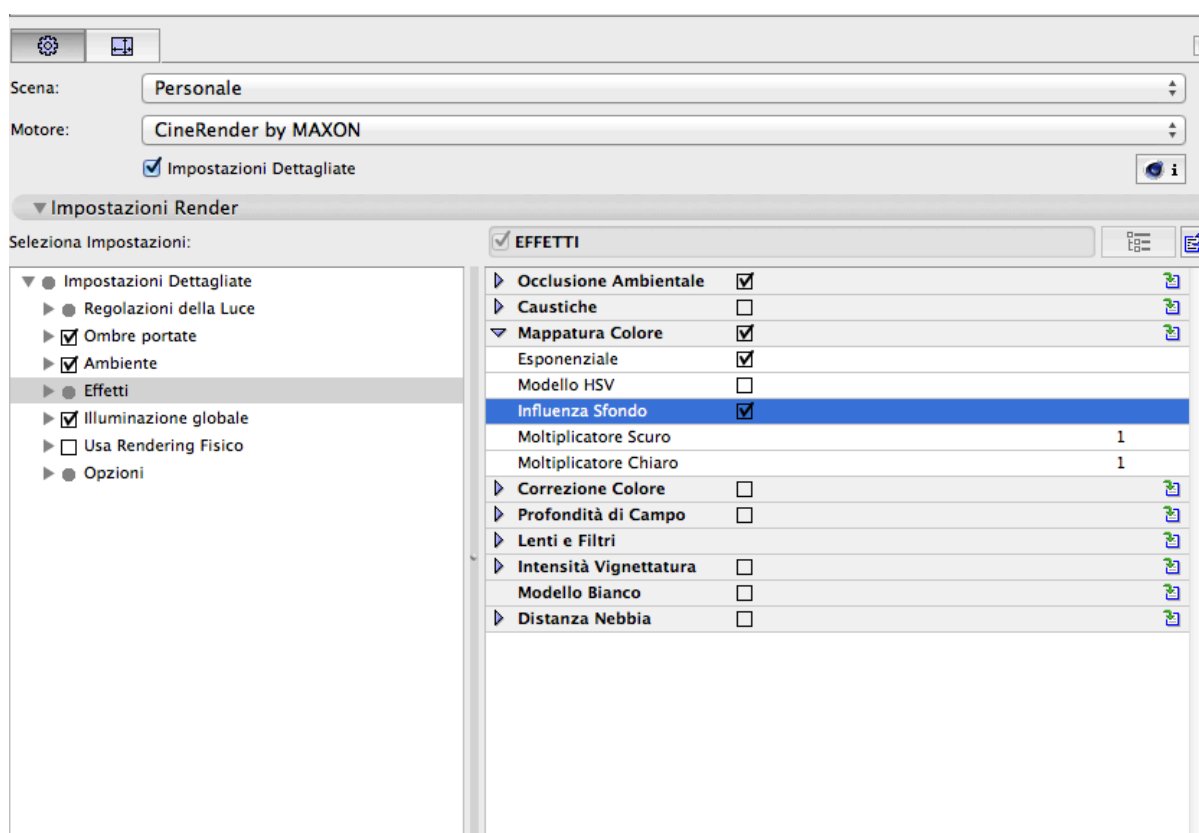 Scena:
Personale
Motore:
CineRender by MAXON
Impostazioni Dettagliate
i
Impostazioni Render
Seleziona Impostazioni:
EFFETTI
Impostazioni Dettagliate
Regolazioni della Luce
Ombre portate
Ambiente
Effetti
Illuminazione globale
Usa Rendering Fisico
Opzioni
Occlusione Ambientale
Caustiche
Mappatura Colore
Esponenziale
Modello HSV
Influenza Sfondo
Moltiplicatore Scuro 1
Moltiplicatore Chiaro 1
Correzione Colore
Profondità di Campo
Lenti e Filtri
Intensità Vignettatura
Modello Bianco
Distanza Nebbia